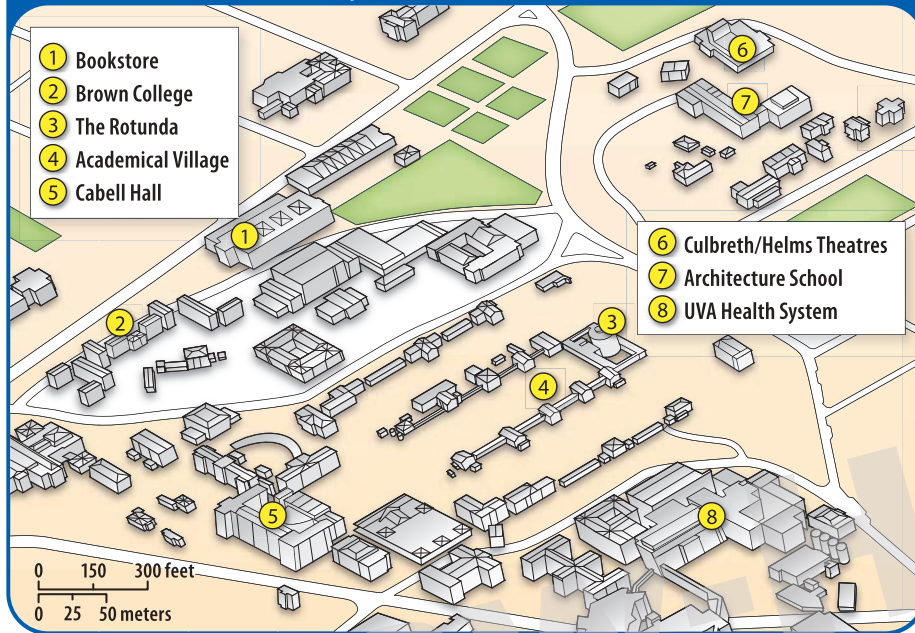 1 Bookstore
2 Brown College
3 The Rotunda
4 Academical Village
5 Cabell Hall
6
7
1
6 Culbreth/Helms Theatres
7 Architecture School
8 UVA Health System
2
3
4
5
8
0 150 300 feet
0 25 50 meters